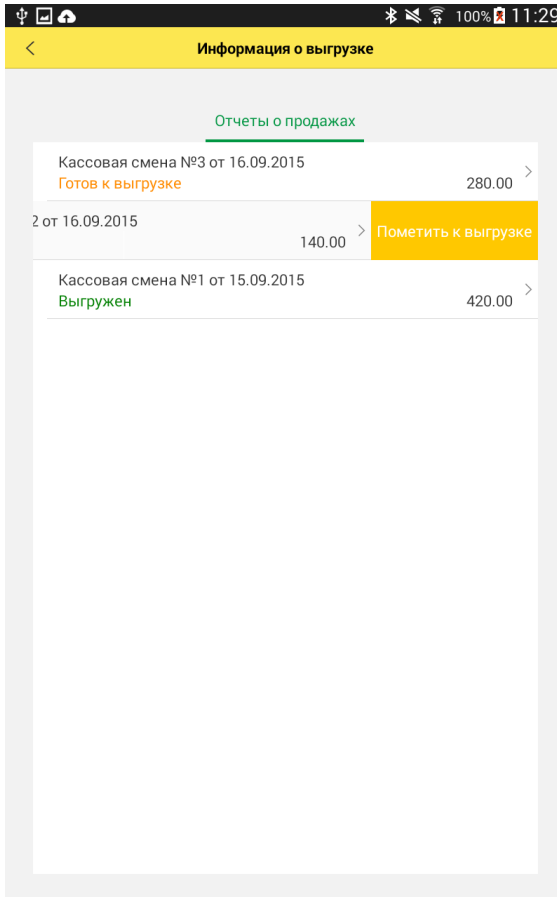 100% 11:29
Информация о выгрузке
Отчеты о продажах
Кассовая смена №3 от 16.09.2015
Готов к выгрузке 280.00
2 от 16.09.2015
140.00
Пометить к выгрузке
Кассовая смена №1 от 15.09.2015
Выгружен 420.00